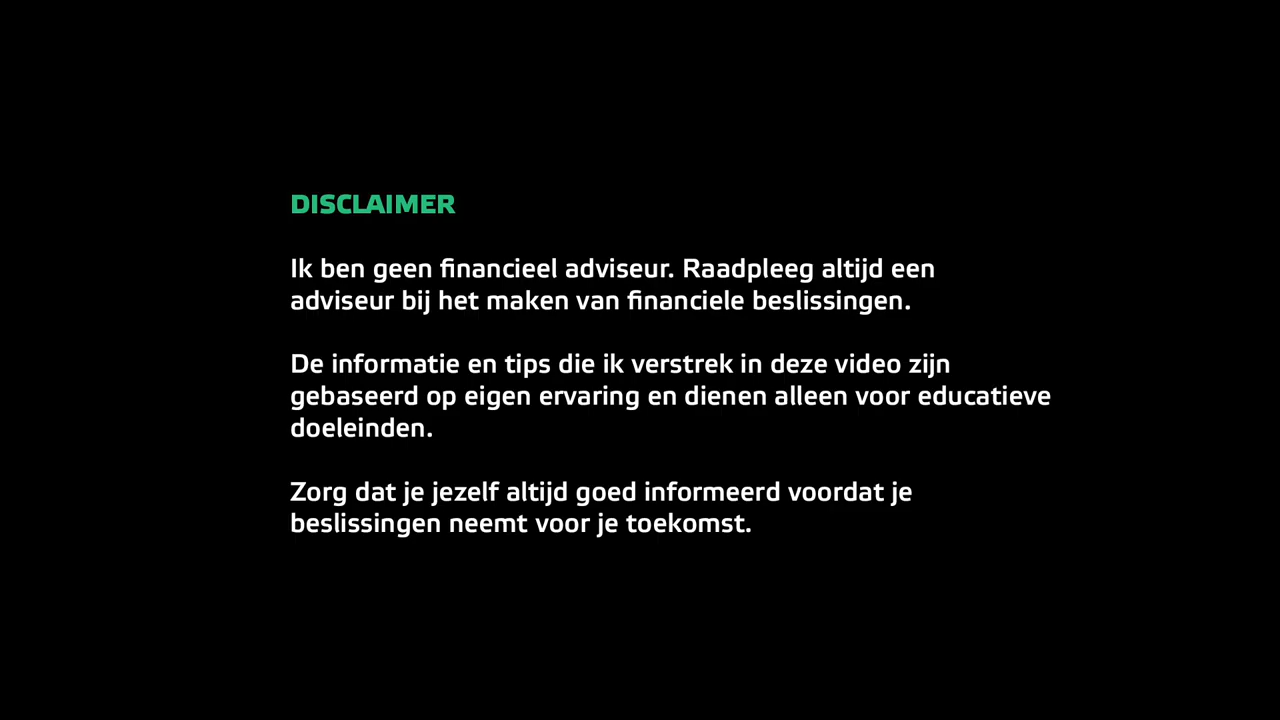 DISCLAIMER
Ik ben geen financieel adviseur. Raadpleeg altijd een
adviseur bij het maken van financiele beslissingen.
De informatie en tips die ik verstrek in deze video zijn
gebaseerd op eigen ervaring en dienen alleen voor educatieve
doeleinden.
Zorg dat je jezelf altijd goed informeerd voordat je
beslissingen neemt voor je toekomst.